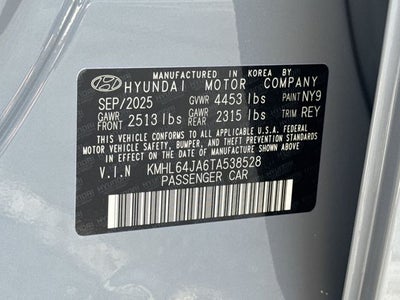 MANUFACTURED IN KOREA BY
HYUNDAI MOTOR COMPANY
SEP/2025 GVWR 4453 lbs PAINT NY9
GAWR FRONT 2513 lbs GAWR REAR 2315 lbs TRIM REY
THIS VEHICLE CONFORMS TO ALL APPLICABLE U.S.A. FEDERAL
MOTOR VEHICLE SAFETY, BUMPER, AND THEFT PREVENTION
STANDARDS IN EFFECT ON THE DATE OF MANUFACTURE SHOWN ABOVE.
V.I.N KMHL64JA6TA538528
PASSENGER CAR